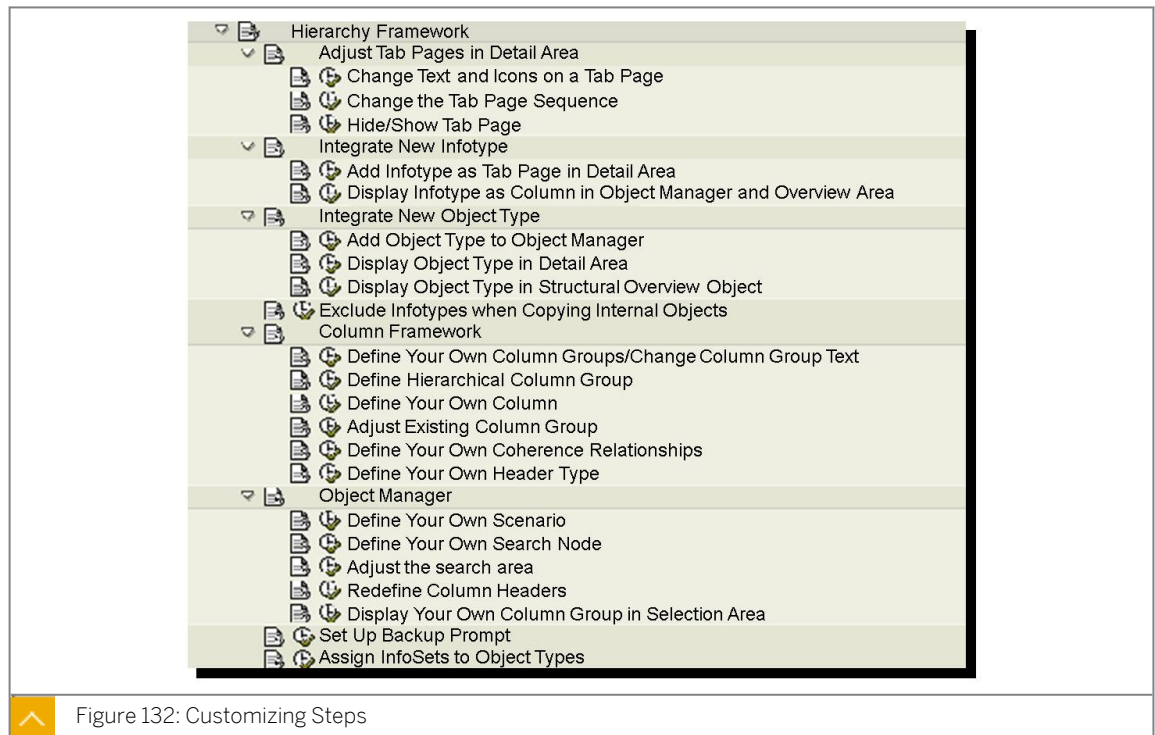 Hierarchy Framework
Adjust Tab Pages in Detail Area
Change Text and Icons on a Tab Page
Change the Tab Page Sequence
Hide/Show Tab Page
Integrate New Infotype
Add Infotype as Tab Page in Detail Area
Display Infotype as Column in Object Manager and Overview Area
Integrate New Object Type
Add Object Type to Object Manager
Display Object Type in Detail Area
Display Object Type in Structural Overview Object
Exclude Infotypes when Copying Internal Objects
Column Framework
Define Your Own Column Groups/Change Column Group Text
Define Hierarchical Column Group
Define Your Own Column
Adjust Existing Column Group
Define Your Own Coherence Relationships
Define Your Own Header Type
Object Manager
Define Your Own Scenario
Define Your Own Search Node
Adjust the search area
Redefine Column Headers
Display Your Own Column Group in Selection Area
Set Up Backup Prompt
Assign InfoSets to Object Types
Figure 132: Customizing Steps